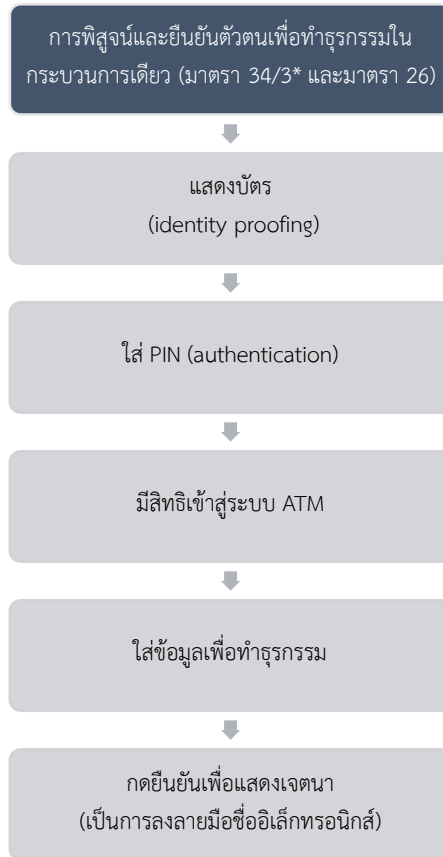 การพิสูจน์และยืนยันตัวตนเพื่อทำธุรกรรมใน
กระบวนการเดียว (มาตรา 34/3* และมาตรา 26)
แสดงบัตร
(identity proofing)
ใส่ PIN (authentication)
มีสิทธิเข้าสู่ระบบ ATM
ใส่ข้อมูลเพื่อทำธุรกรรม
กดยืนยันเพื่อแสดงเจตนา
(เป็นการลงลายมือชื่ออิเล็กทรอนิกส์)